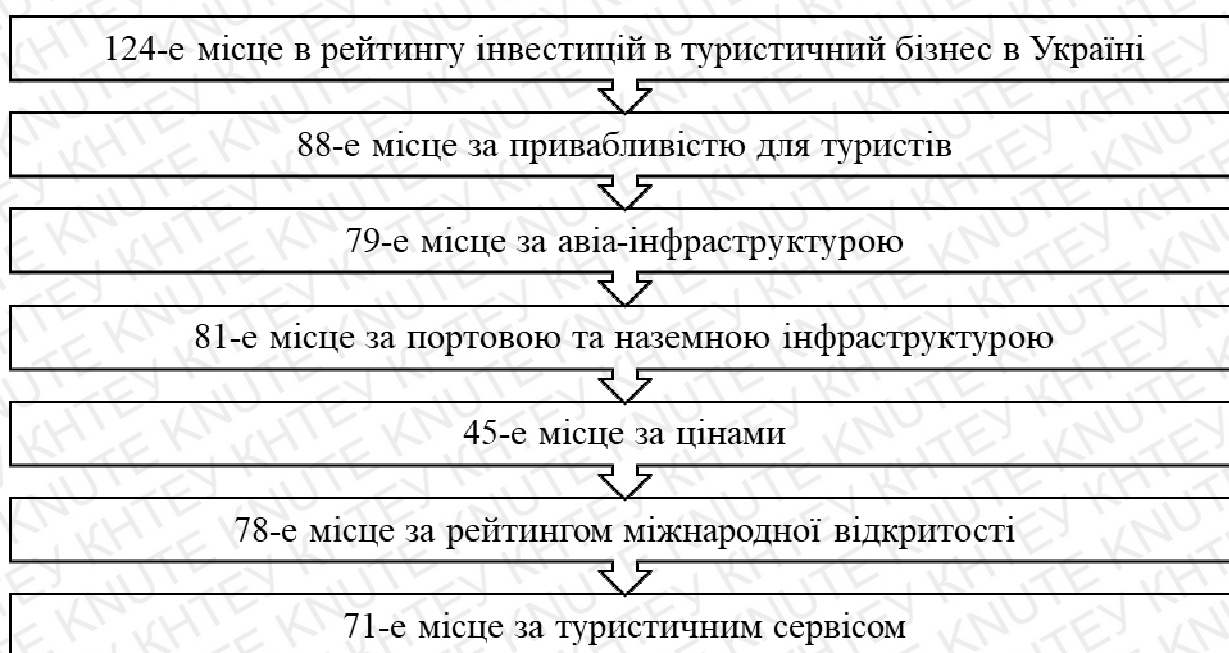 124-е місце в рейтингу інвестицій в туристичний бізнес в Україні
88-е місце за привабливістю для туристів
79-е місце за авіа-інфраструктурою
81-е місце за портовою та наземною інфраструктурою
45-е місце за цінами
78-е місце за рейтингом міжнародної відкритості
71-е місце за туристичним сервісом